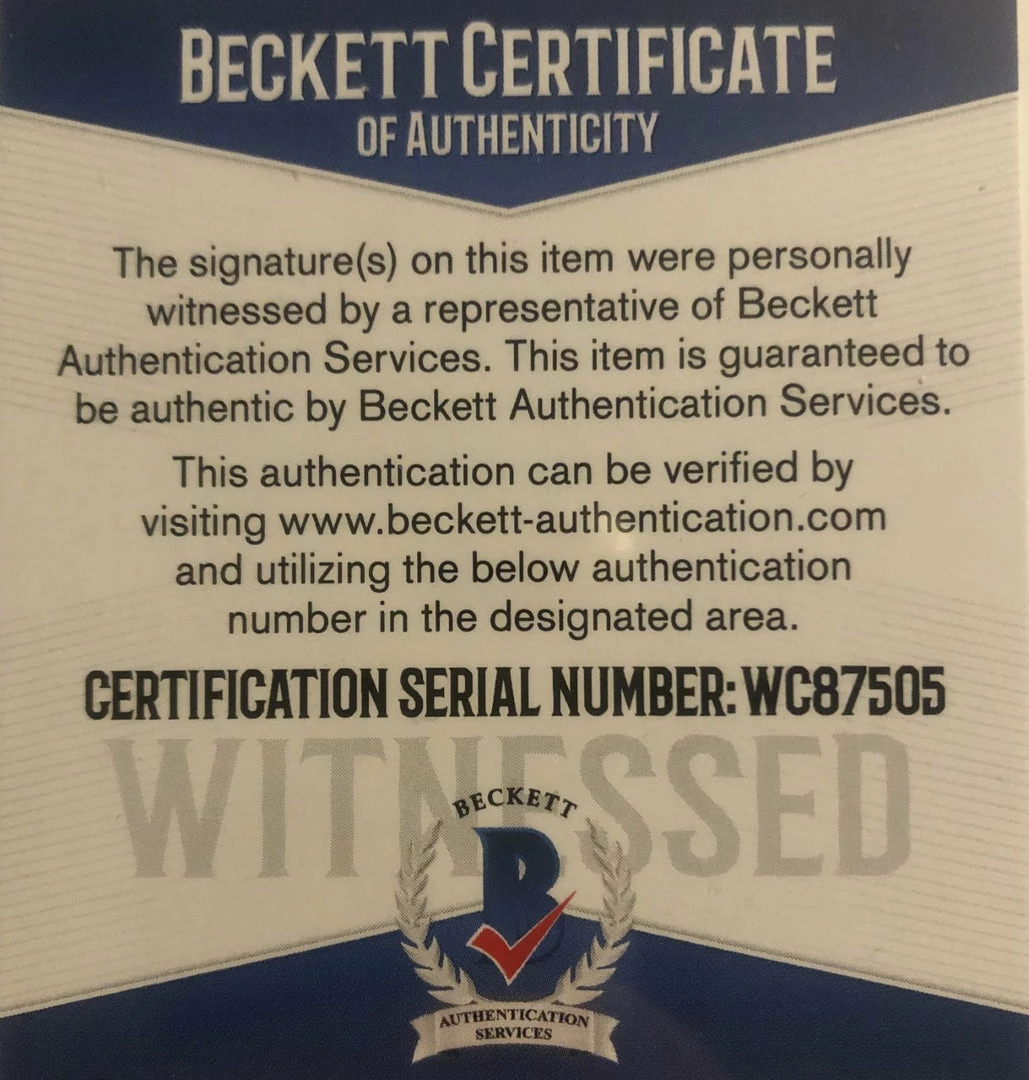 BECKETT CERTIFICATE
OF AUTHENTICITY
The signature(s) on this item were personally
witnessed by a representative of Beckett
Authentication Services. This item is guaranteed to
be authentic by Beckett Authentication Services.
This authentication can be verified by
visiting www.beckett-authentication.com
and utilizing the below authentication
number in the designated area.
CERTIFICATION SERIAL NUMBER: WC87505
WITNESSED
BECKETT
B
AUTHENTICATION
SERVICES